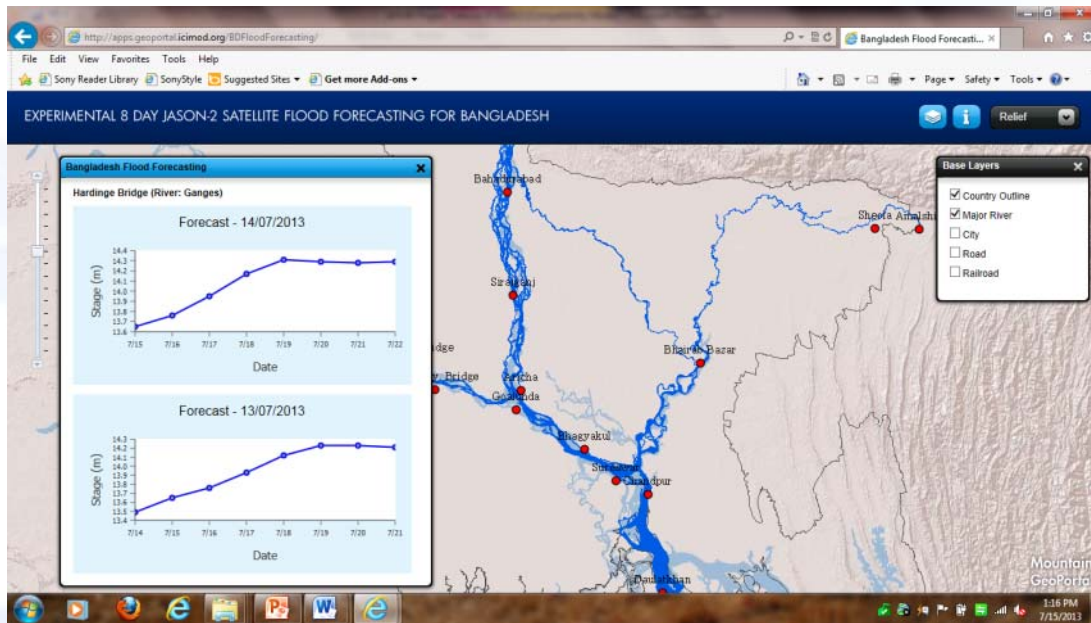 http://apps.geoportal.icimod.org/BDFloodForecasting/
Bangladesh Flood Forecasti...
File Edit View Favorites Tools Help
Sony Reader Library SonyStyle Suggested Sites Get more Add-ons
Page Safety Tools
EXPERIMENTAL 8 DAY JASON-2 SATELLITE FLOOD FORECASTING FOR BANGLADESH
Relief
Bangladesh Flood Forecasting
Hardinge Bridge (River: Ganges)
Forecast - 14/07/2013
Stage (m)
14.4
14.3
14.2
14.1
14.0
13.9
13.8
13.7
13.6
7/15 7/16 7/17 7/18 7/19 7/20 7/21 7/22
Date
Forecast - 13/07/2013
Stage (m)
14.3
14.2
14.1
14.0
13.9
13.8
13.7
13.6
13.5
13.4
7/14 7/15 7/16 7/17 7/18 7/19 7/20 7/21
Date
Bahadurabad
Sheola
Sirajganj
Bhairab Bazar
dge
Bridge
Aricha
Goalunda
Bhagyakul
Chandpur
Daulatkhan
Base Layers
Country Outline
Major River
City
Road
Railroad
Mountain
GeoPorta
1:16 PM
7/15/2013